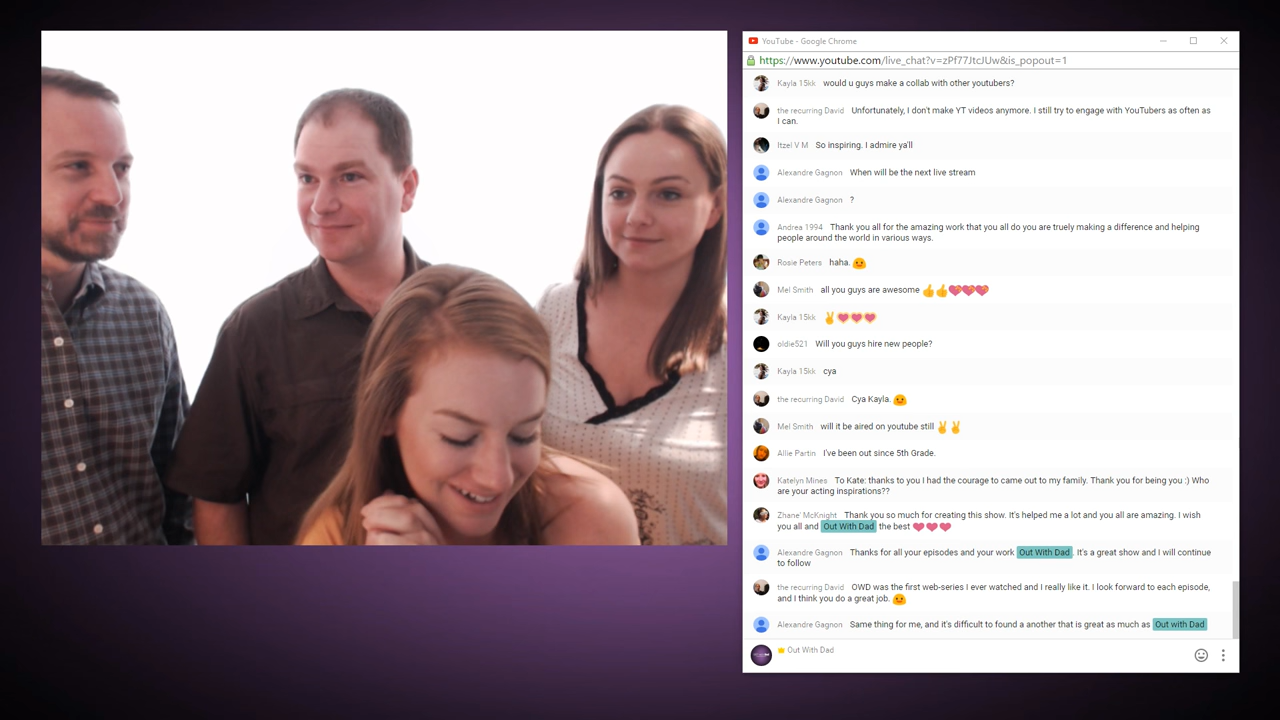 YouTube - Google Chrome
https://www.youtube.com/live_chat?v=zPf77JtcJUw&is_popout=1
Kayla 15kk would u guys make a collab with other youtubers?
the recurring David Unfortunately, I don't make YT videos anymore. I still try to engage with YouTubers as often as
I can.
Itzel V M So inspiring. I admire ya'll
Alexandre Gagnon When will be the next live stream
Alexandre Gagnon ?
Andrea 1994 Thank you all for the amazing work that you all do you are truely making a difference and helping
people around the world in various ways.
Rosie Peters haha.
Mel Smith all you guys are awesome 👍👍💝💝💝
Kayla 15kk ✌💗💗💗
oldieS21 Will you guys hire new people?
Kayla 15kk cya
the recurring David Cya Kayla.
Mel Smith will it be aired on youtube still ✌✌
Allie Partin I've been out since 5th Grade.
Katelyn Mines To Kate: thanks to you I had the courage to came out to my family. Thank you for being you :) Who
are your acting inspirations??
Zhane' McKnight Thank you so much for creating this show. It's helped me a lot and you all are amazing. I wish
you all and Out With Dad the best 💗💗💗
Alexandre Gagnon Thanks for all your episodes and your work Out With Dad. It's a great show and I will continue
to follow
the recurring David OWD was the first web-series I ever watched and I really like it. I look forward to each episode,
and I think you do a great job.
Alexandre Gagnon Same thing for me, and it's difficult to found a another that is great as much as Out with Dad
Out With Dad